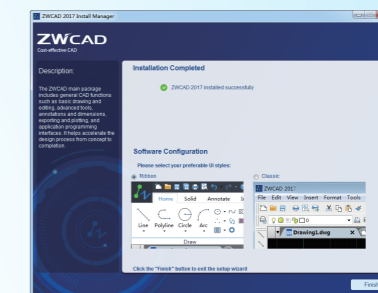 ZWCAD 2017 Install Manager
ZWCAD
Cost-effective CAD
Description:
The ZWCAD main package
includes general CAD functions
such as basic drawing and
editing, advanced tools,
annotations and dimensions,
exporting and plotting, and
application programming
interfaces. It helps accelerate the
design process from concept to
completion.
Installation Completed
ZWCAD 2017 installed successfully
Software Configuration
Please select your preferable UI styles:
Ribbon
Classic:
Home Solid Annotate
Line Polyline Circle Arc
Draw
ZWCAD 2017
File Edit View Insert Format Tools
Drawing1.dwg
Click the "Finish" button to exit the setup wizard
Finish